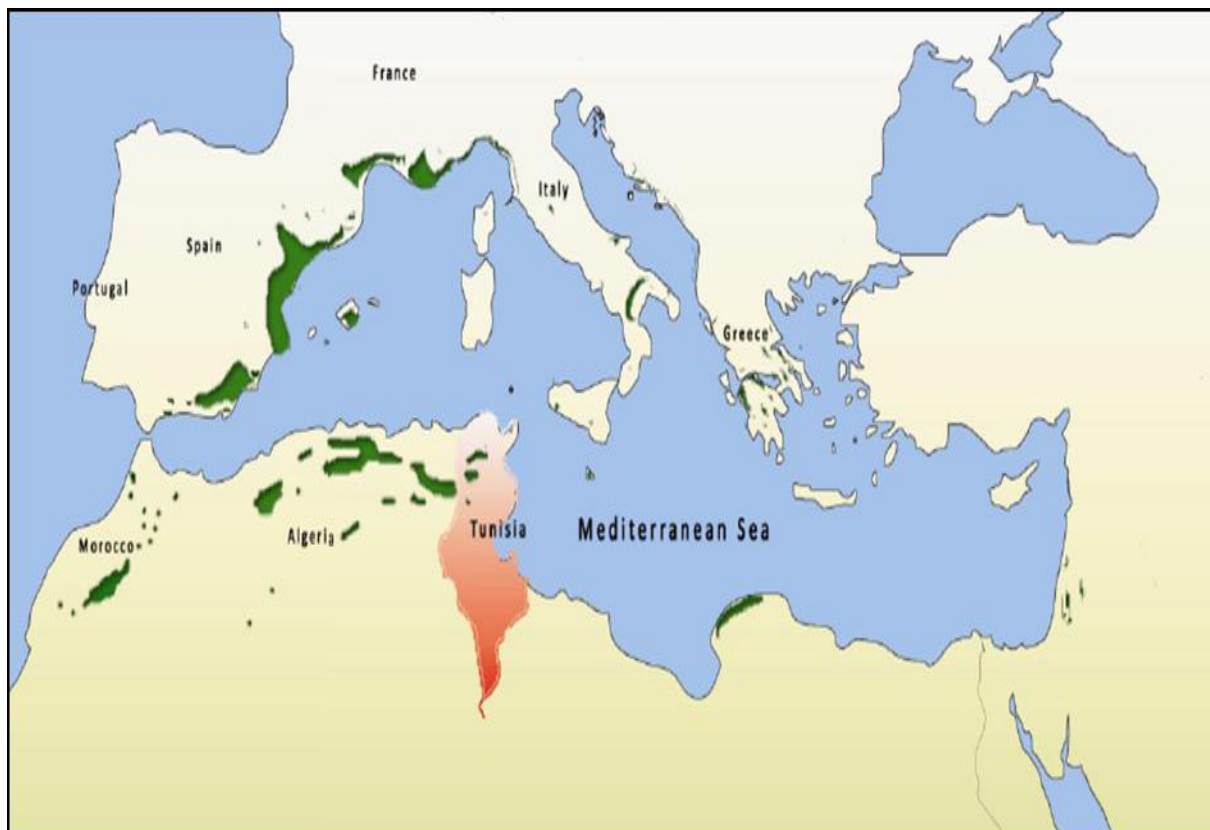 France
Italy
Spain
Portugal
Greece
Tunisia
Mediterranean Sea
Algeria
Morocco